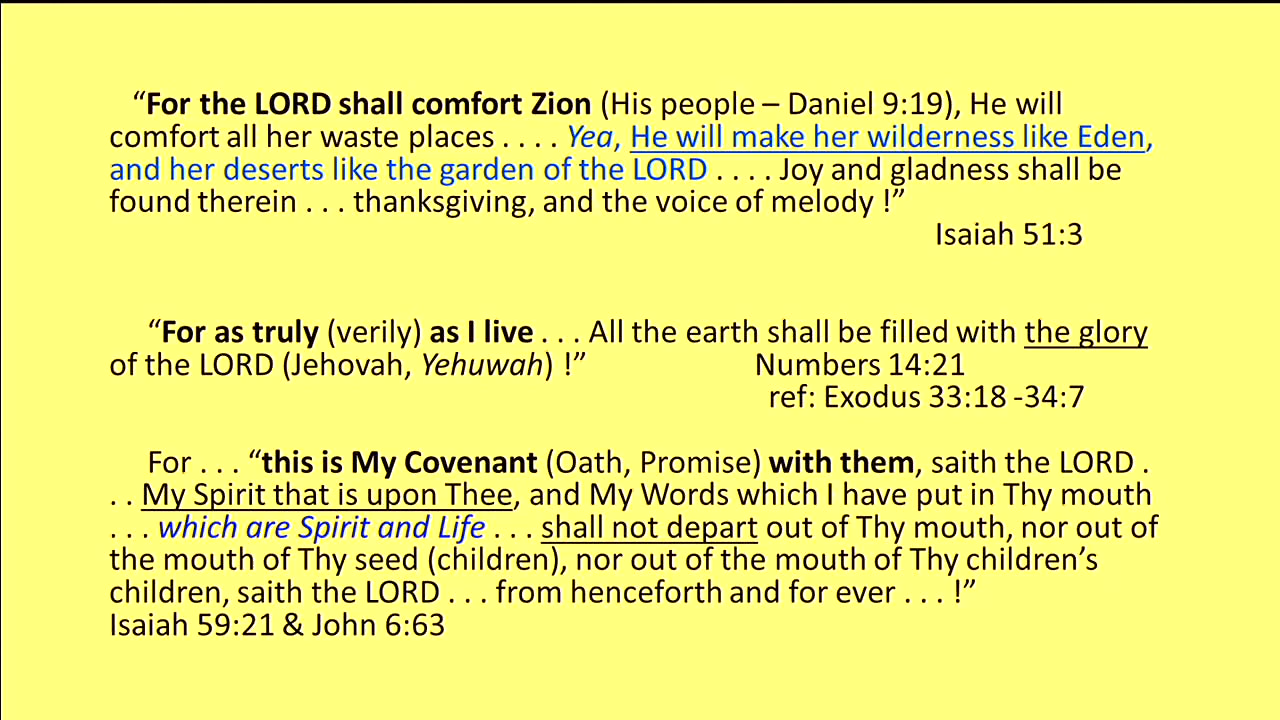 “For the LORD shall comfort Zion (His people – Daniel 9:19), He will
comfort all her waste places . . . . Yea, He will make her wilderness like Eden,
and her deserts like the garden of the LORD . . . . Joy and gladness shall be
found therein . . . thanksgiving, and the voice of melody !”
Isaiah 51:3
“For as truly (verily) as I live . . . All the earth shall be filled with the glory
of the LORD (Jehovah, Yehuwah) !” Numbers 14:21
ref: Exodus 33:18 -34:7
For . . . “this is My Covenant (Oath, Promise) with them, saith the LORD .
. . My Spirit that is upon Thee, and My Words which I have put in Thy mouth
. . . which are Spirit and Life . . . shall not depart out of Thy mouth, nor out of
the mouth of Thy seed (children), nor out of the mouth of Thy children’s
children, saith the LORD . . . from henceforth and for ever . . . !”
Isaiah 59:21 & John 6:63